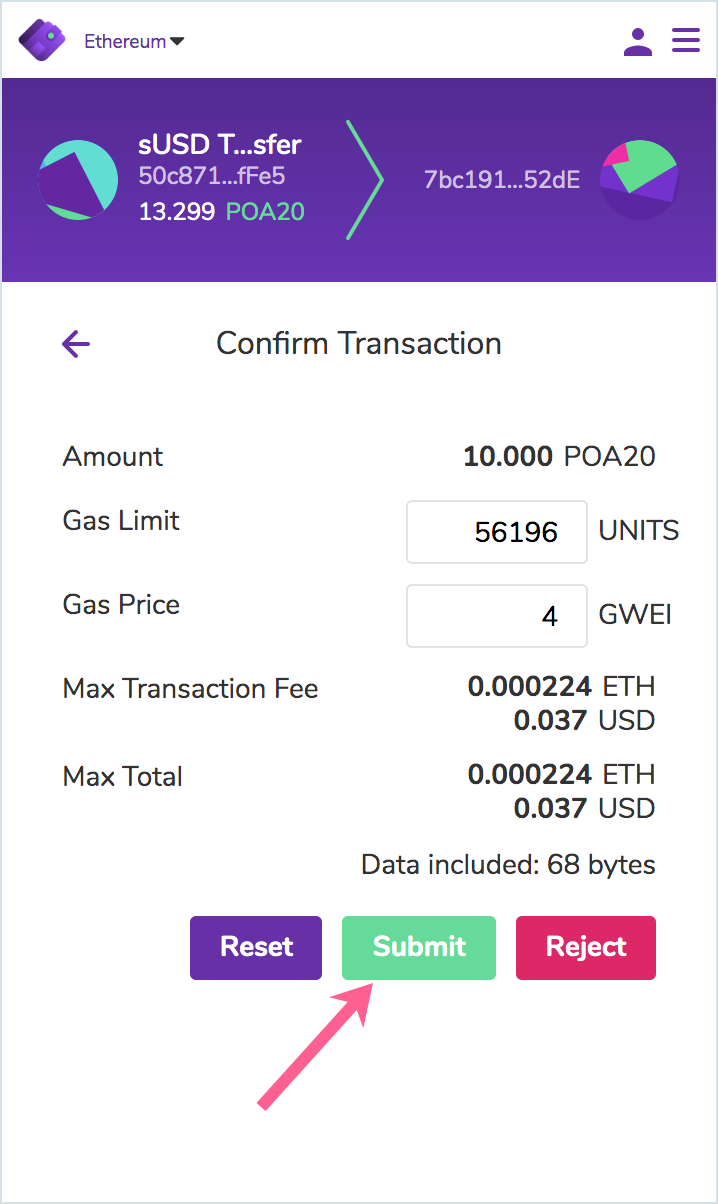 Ethereum
sUSD T...sfer
50c871...fFe5
13.299 POA20
7bc191...52dE
Confirm Transaction
Amount 10.000 POA20
Gas Limit 56196 UNITS
Gas Price 4 GWEI
Max Transaction Fee 0.000224 ETH
0.037 USD
Max Total 0.000224 ETH
0.037 USD
Data included: 68 bytes
Reset Submit Reject